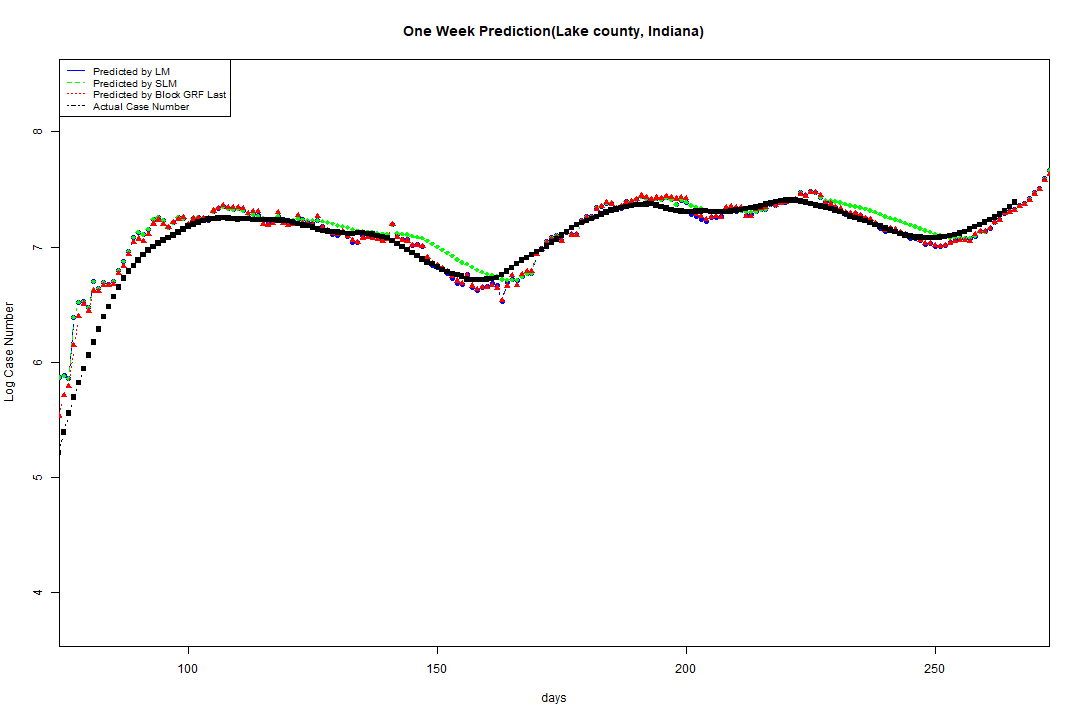 One Week Prediction(Lake county, Indiana)
Predicted by LM
Predicted by SLM
Predicted by Block GRF Last
Actual Case Number
8
7
6
5
4
Log Case Number
100 150 200 250
days